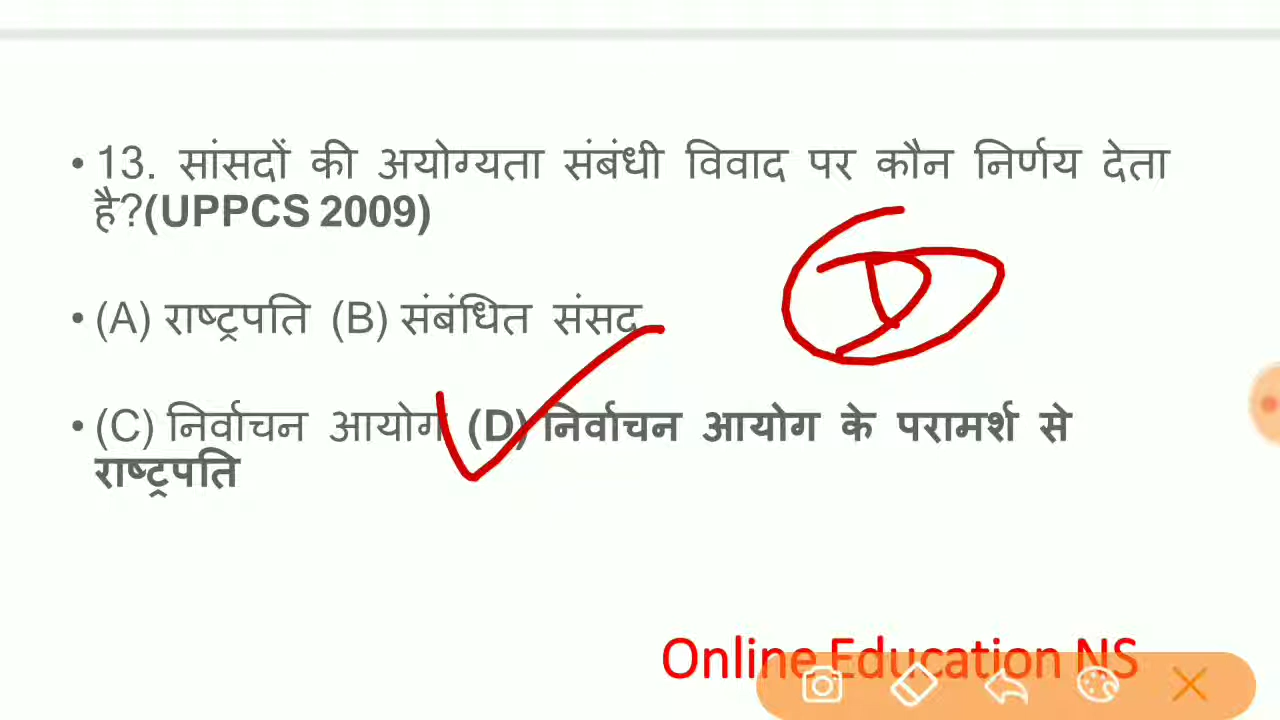 • 13. सांसदों की अयोग्यता संबंधी विवाद पर कौन निर्णय देता
है?(UPPCS 2009)
D
• (A) राष्ट्रपति (B) संबंधित संसद
• (C) निर्वाचन आयोग (D) निर्वाचन आयोग के परामर्श से
राष्ट्रपति
Online Education NS